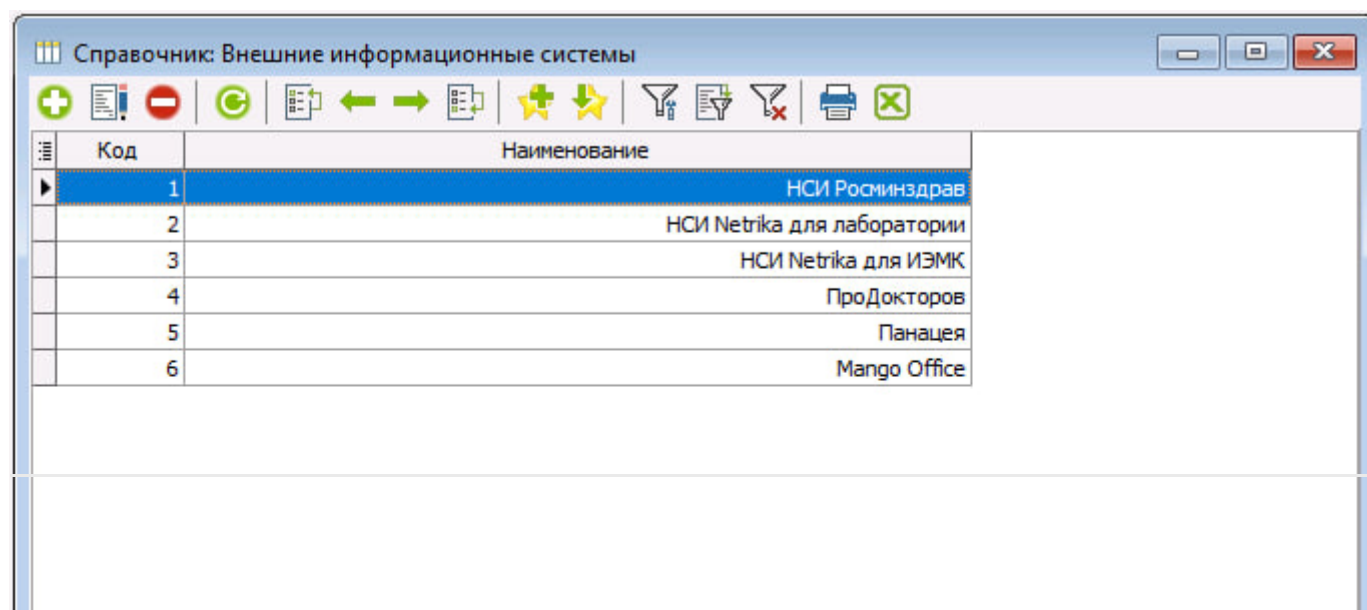 Справочник: Внешние информационные системы
Код Наименование
1 НСИ Росминздрав
2 НСИ Netrika для лаборатории
3 НСИ Netrika для ИЭМК
4 ПроДокторов
5 Панацея
6 Mango Office